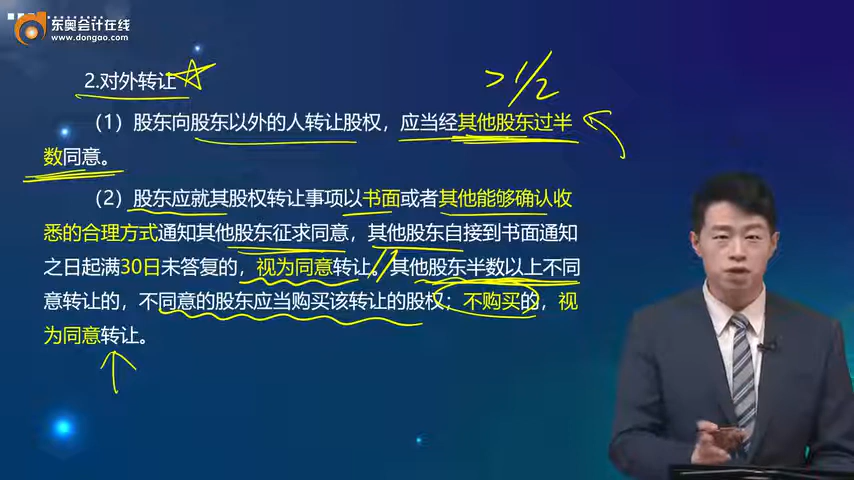 东奥会计在线
www.dongao.com
2.对外转让
>1/2
（1）股东向股东以外的人转让股权，应当经其他股东过半
数同意。
（2）股东应就其股权转让事项以书面或者其他能够确认收
悉的合理方式通知其他股东征求同意，其他股东自接到书面通知
之日起满30日未答复的，视为同意转让。其他股东半数以上不同
意转让的，不同意的股东应当购买该转让的股权；不购买的，视
为同意转让。